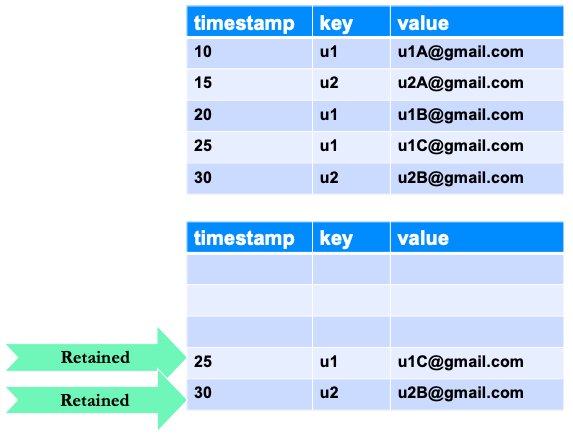 timestamp key value
10 u1 u1A@gmail.com
15 u2 u2A@gmail.com
20 u1 u1B@gmail.com
25 u1 u1C@gmail.com
30 u2 u2B@gmail.com
timestamp key value
Retained 25 u1 u1C@gmail.com
Retained 30 u2 u2B@gmail.com